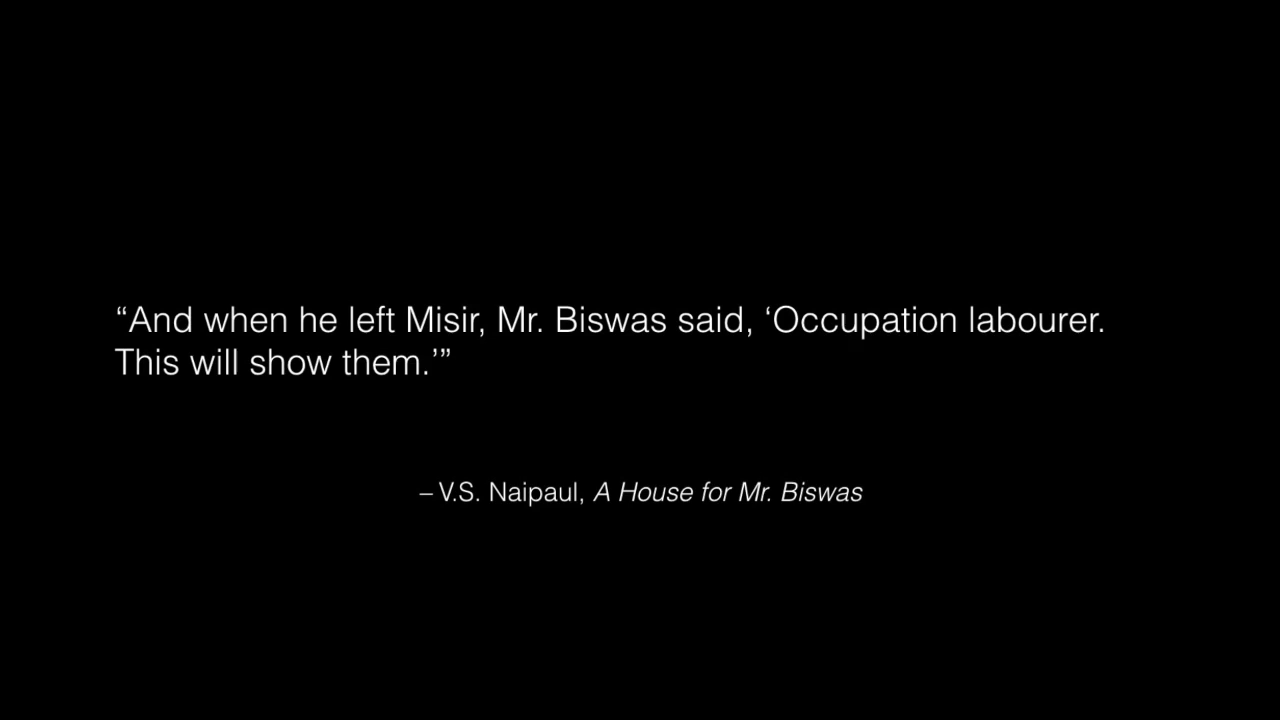 “And when he left Misir, Mr. Biswas said, ‘Occupation labourer.
This will show them.’”
– V.S. Naipaul, A House for Mr. Biswas